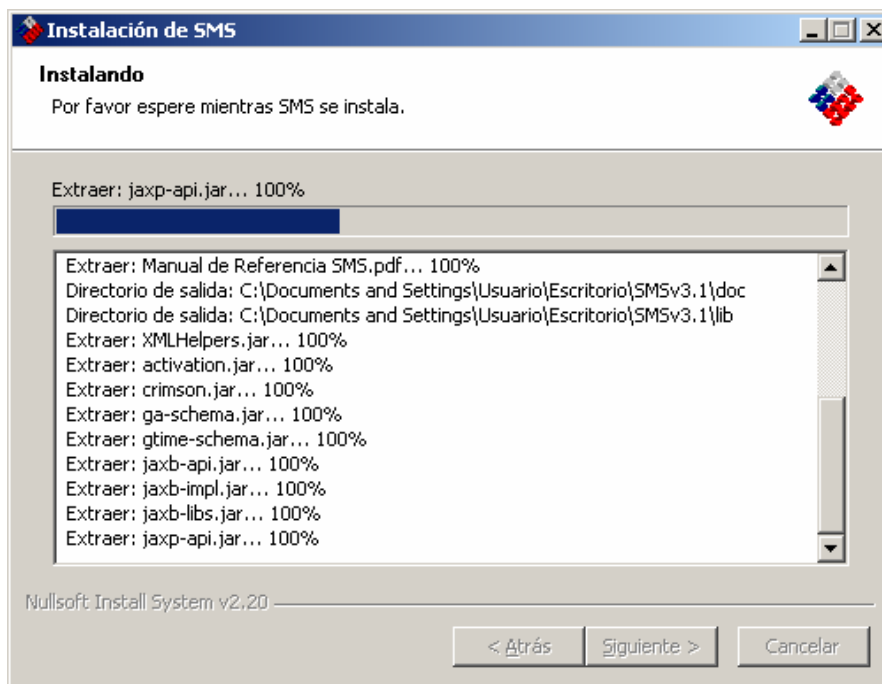 Instalación de SMS
Instalando
Por favor espere mientras SMS se instala.
Extraer: jaxp-api.jar... 100%
Extraer: Manual de Referencia SMS.pdf... 100%
Directorio de salida: C:\Documents and Settings\Usuario\Escritorio\SMSv3.1\doc
Directorio de salida: C:\Documents and Settings\Usuario\Escritorio\SMSv3.1\lib
Extraer: XMLHelpers.jar... 100%
Extraer: activation.jar... 100%
Extraer: crimson.jar... 100%
Extraer: ga-schema.jar... 100%
Extraer: gtime-schema.jar... 100%
Extraer: jaxb-api.jar... 100%
Extraer: jaxb-impl.jar... 100%
Extraer: jaxb-libs.jar... 100%
Extraer: jaxp-api.jar... 100%
Nullsoft Install System v2.20
< Atrás Siguiente > Cancelar